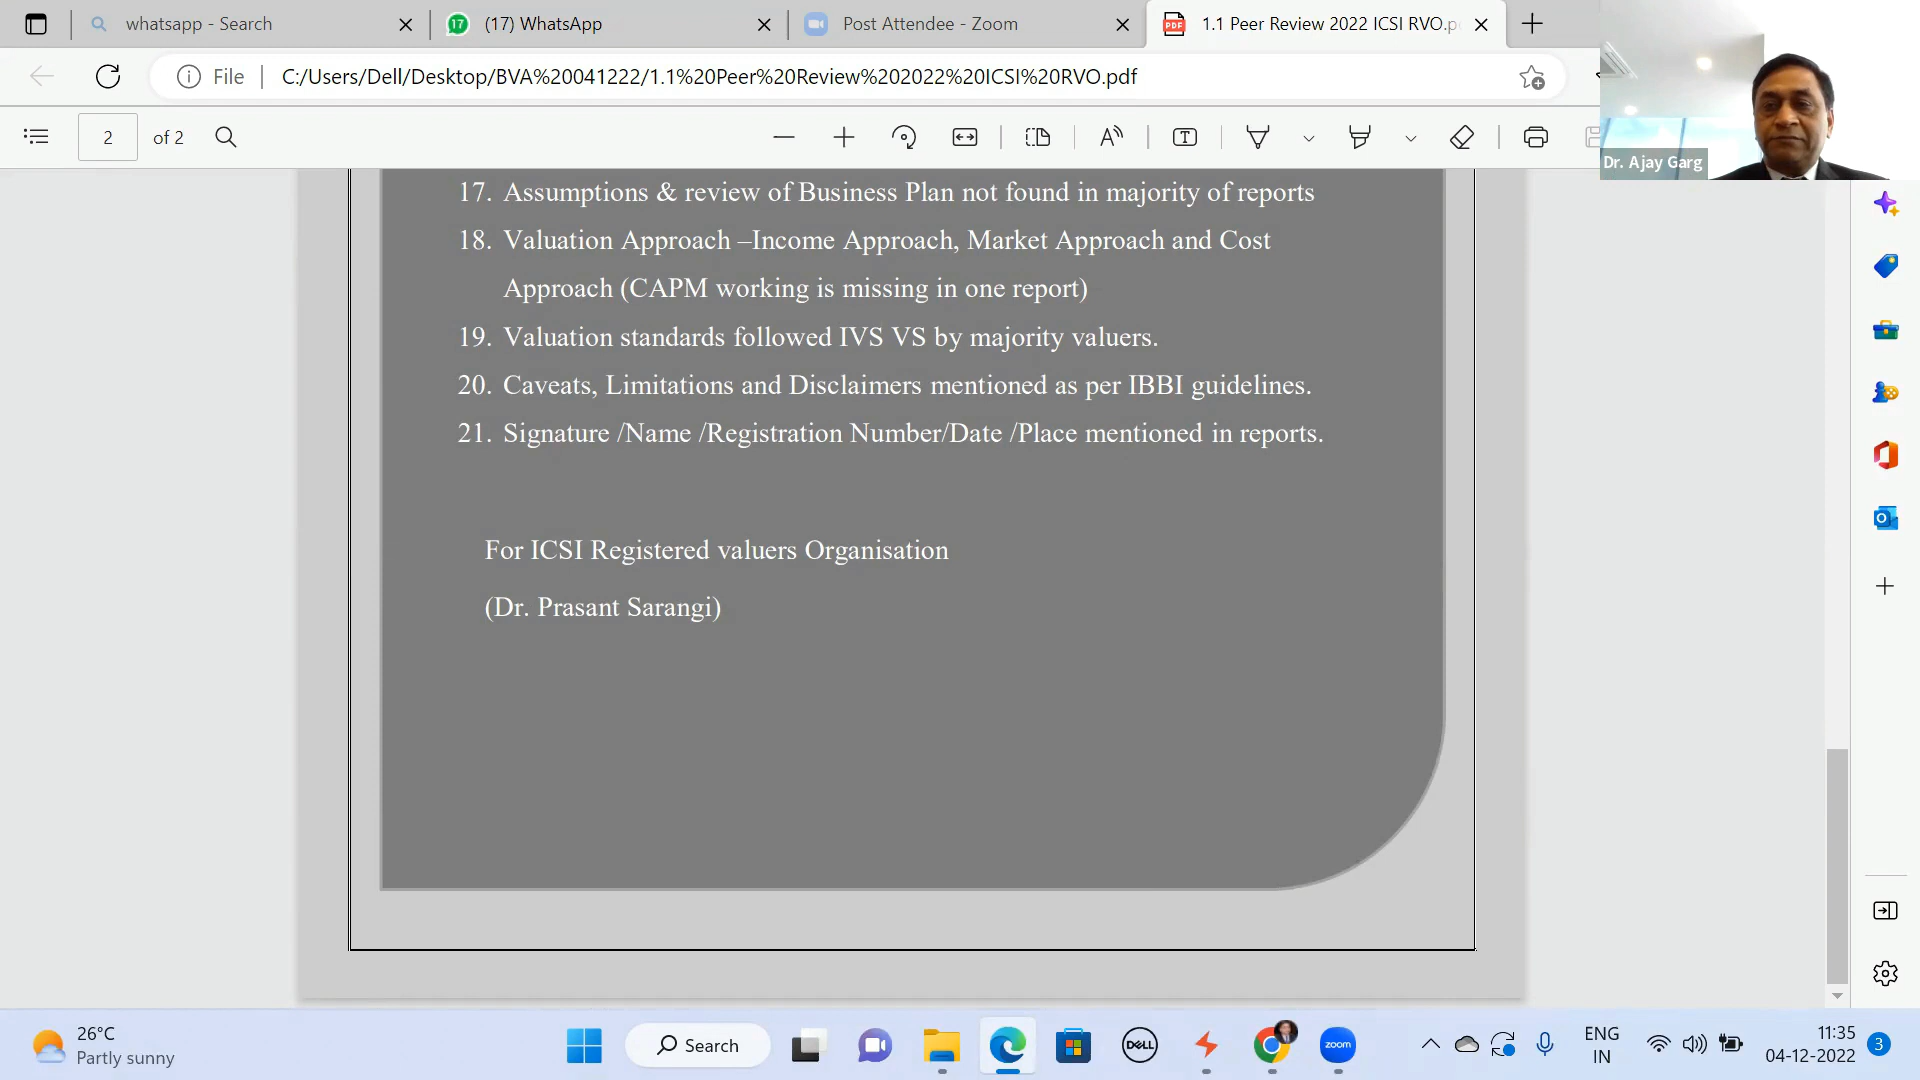 whatsapp - Search
17
(17) WhatsApp
Post Attendee - Zoom
PDF
1.1 Peer Review 2022 ICSI RVO.p
File
C:/Users/Dell/Desktop/BVA%20041222/1.1%20Peer%20Review%202022%20ICSI%20RVO.pdf
2
of 2
Dr. Ajay Garg
17. Assumptions & review of Business Plan not found in majority of reports
18. Valuation Approach –Income Approach, Market Approach and Cost
Approach (CAPM working is missing in one report)
19. Valuation standards followed IVS VS by majority valuers.
20. Caveats, Limitations and Disclaimers mentioned as per IBBI guidelines.
21. Signature /Name /Registration Number/Date /Place mentioned in reports.
For ICSI Registered valuers Organisation
(Dr. Prasant Sarangi)
26°C
Partly sunny
Search
DELL
zoom
ENG
IN
11:35
04-12-2022
3